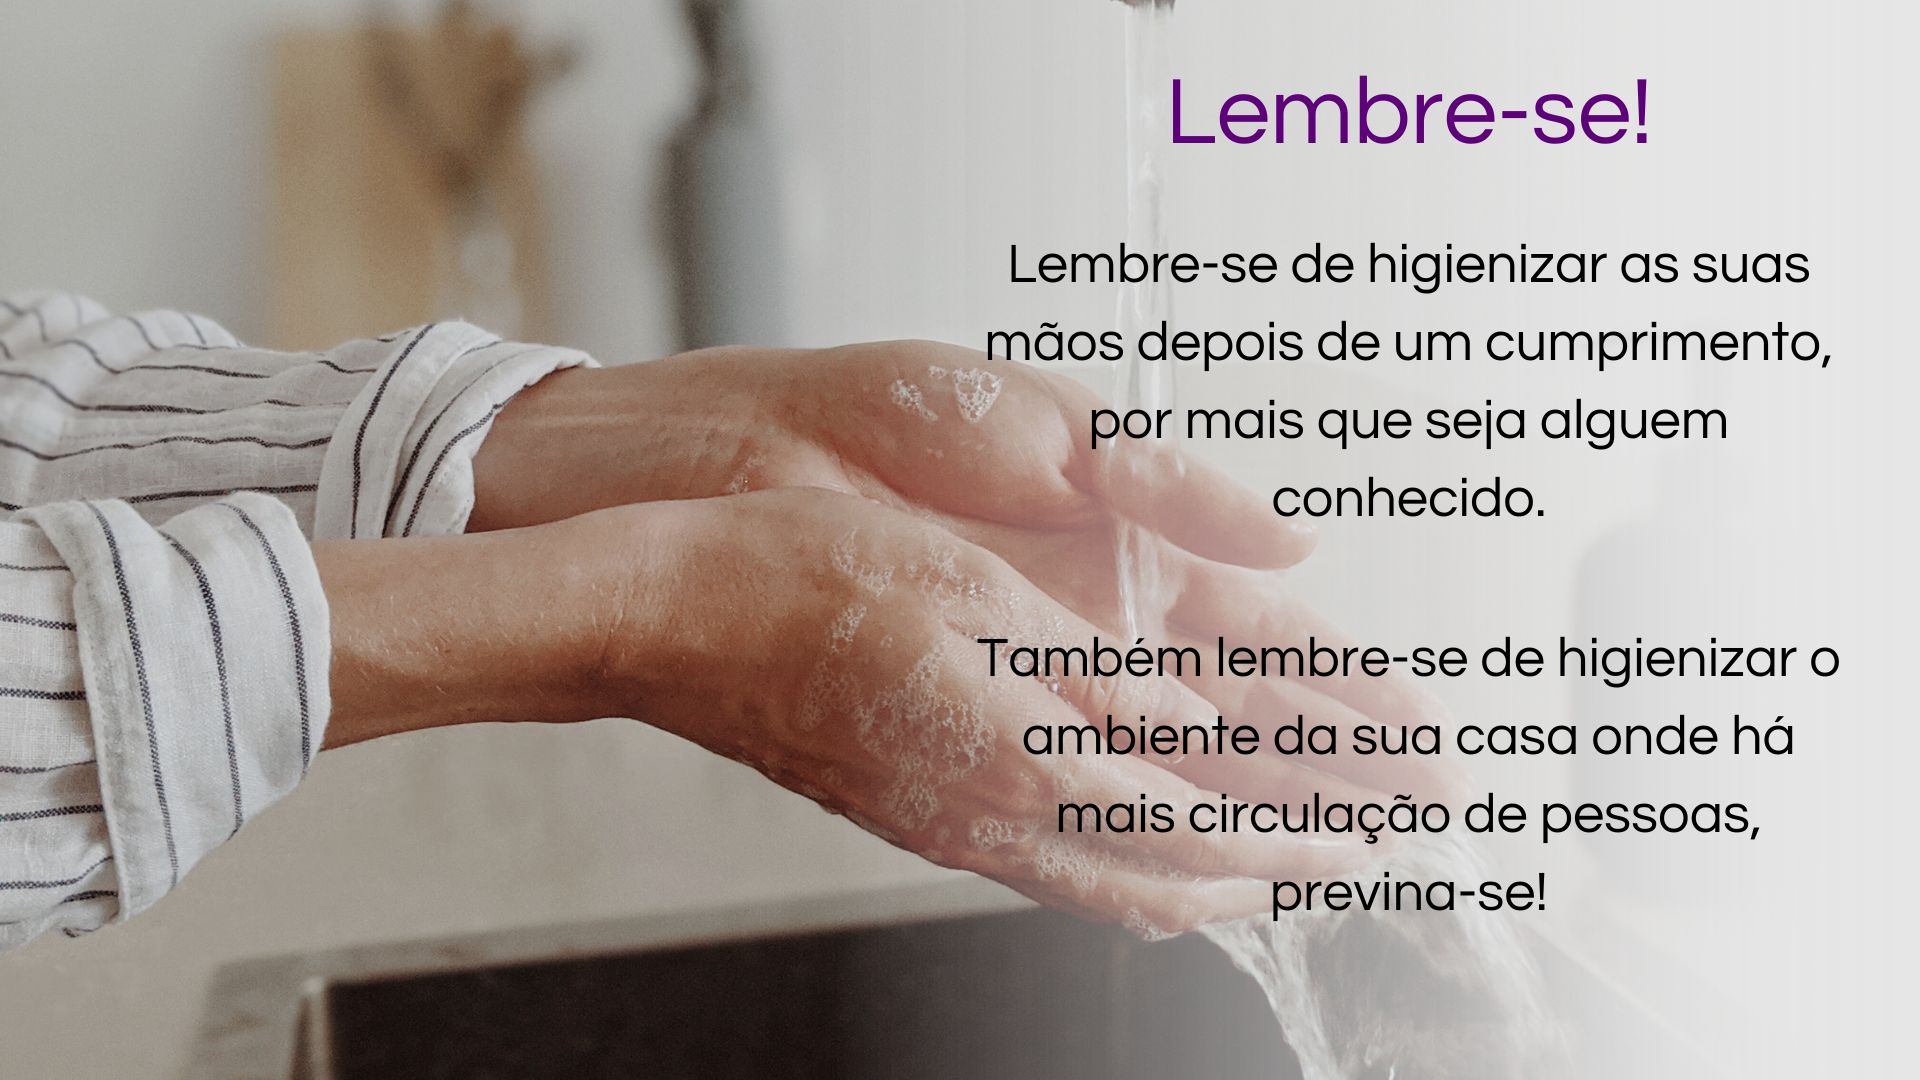 Lembre-se!
Lembre-se de higienizar as suas
mãos depois de um cumprimento,
por mais que seja alguem
conhecido.
Também lembre-se de higienizar o
ambiente da sua casa onde há
mais circulação de pessoas,
previna-se!